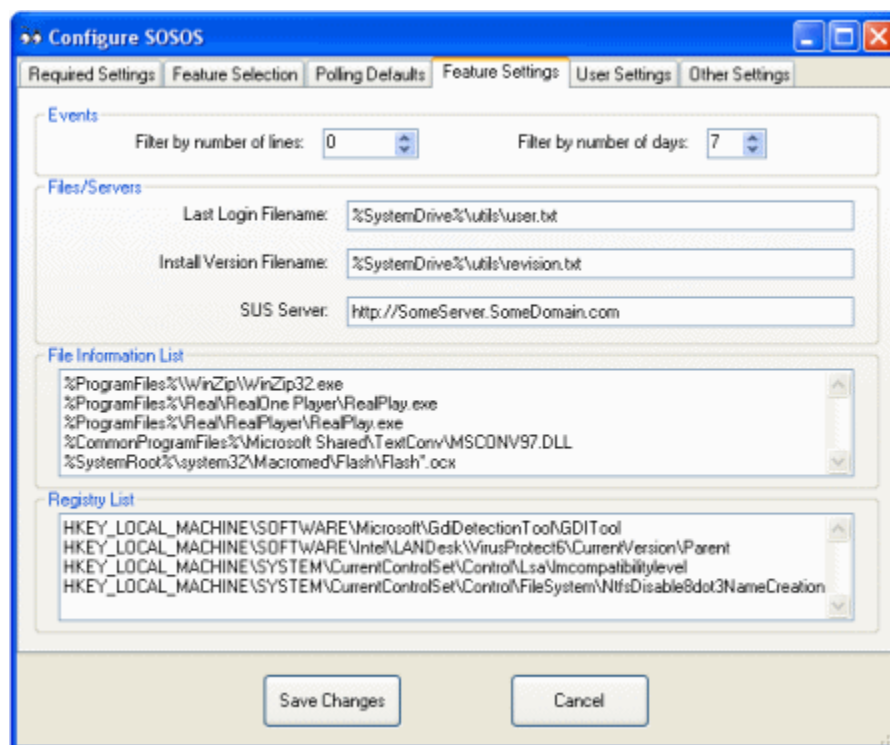 Configure SOSOS
Required Settings Feature Selection Polling Defaults Feature Settings User Settings Other Settings
Events
Filter by number of lines: 0 Filter by number of days: 7
Files/Servers
Last Login Filename: %SystemDrive%\utils\user.txt
Install Version Filename: %SystemDrive%\utils\revision.txt
SUS Server: http://SomeServer.SomeDomain.com
File Information List
%ProgramFiles%\WinZip\WinZip32.exe
%ProgramFiles%\Real\RealOne Player\RealPlay.exe
%ProgramFiles%\Real\RealPlayer\RealPlay.exe
%CommonProgramFiles%\Microsoft Shared\TextConv\MSCONV97.DLL
%SystemRoot%\system32\Macromed\Flash\Flash*.ocx
Registry List
HKEY_LOCAL_MACHINE\SOFTWARE\Microsoft\GdiDetectionTool\GDITool
HKEY_LOCAL_MACHINE\SOFTWARE\Intel\LANDesk\VirusProtect6\CurrentVersion\Parent
HKEY_LOCAL_MACHINE\SYSTEM\CurrentControlSet\Control\Lsa\lmcompatibilitylevel
HKEY_LOCAL_MACHINE\SYSTEM\CurrentControlSet\Control\FileSystem\NtfsDisable8dot3NameCreation
Save Changes Cancel